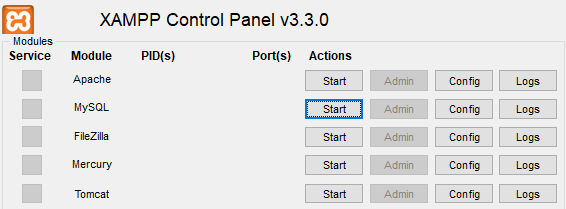 XAMPP Control Panel v3.3.0
Modules
Service Module PID(s) Port(s) Actions
Apache Start Admin Config Logs
MySQL Start Admin Config Logs
FileZilla Start Admin Config Logs
Mercury Start Admin Config Logs
Tomcat Start Admin Config Logs